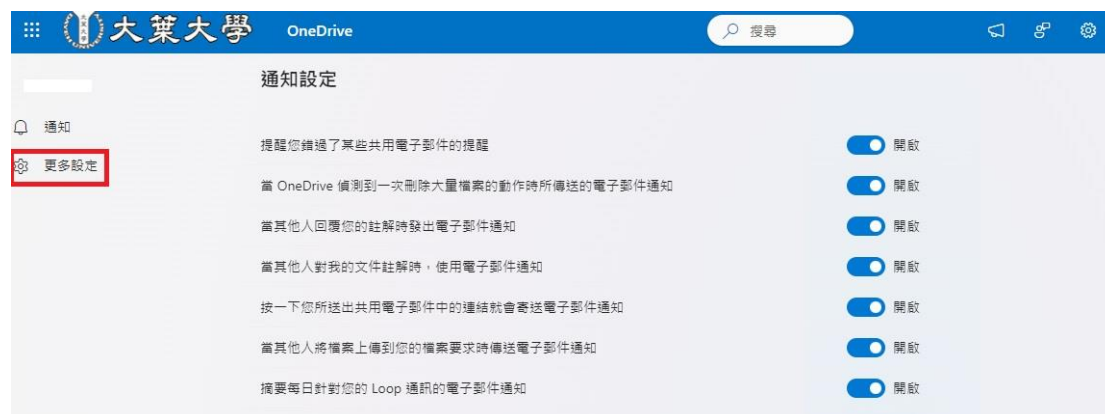 大葉大學 OneDrive 搜尋
通知設定
通知
更多設定
提醒您錯過了某些共用電子郵件的提醒 開啟
當 OneDrive 偵測到一次刪除大量檔案的動作時所傳送的電子郵件通知 開啟
當其他人回覆您的註解時發出電子郵件通知 開啟
當其他人對我的文件註解時，使用電子郵件通知 開啟
按一下您所送出共用電子郵件中的連結就會寄送電子郵件通知 開啟
當其他人將檔案上傳到您的檔案要求時傳送電子郵件通知 開啟
摘要每日針對您的 Loop 通訊的電子郵件通知 開啟